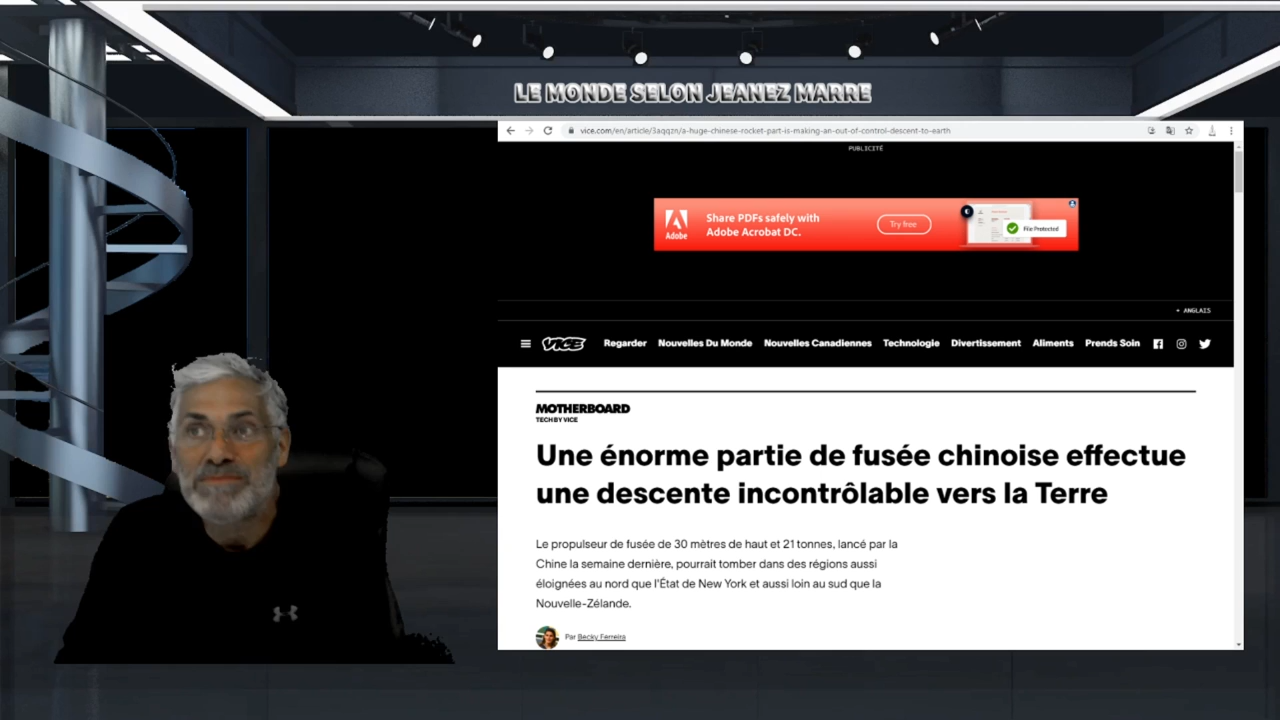 LE MONDE SELON JEANEZ MARRE
vice.com/en/article/3aqqzn/a-huge-chinese-rocket-part-is-making-an-out-of-control-descent-to-earth
PUBLICITÉ
Adobe
Share PDFs safely with
Adobe Acrobat DC.
Try free
File Protected
+ ANGLAIS
VICE
Regarder Nouvelles Du Monde Nouvelles Canadiennes Technologie Divertissement Aliments Prends Soin
MOTHERBOARD
TECH BY VICE
Une énorme partie de fusée chinoise effectue
une descente incontrôlable vers la Terre
Le propulseur de fusée de 30 mètres de haut et 21 tonnes, lancé par la
Chine la semaine dernière, pourrait tomber dans des régions aussi
éloignées au nord que l'État de New York et aussi loin au sud que la
Nouvelle-Zélande.
Par Becky Ferreira